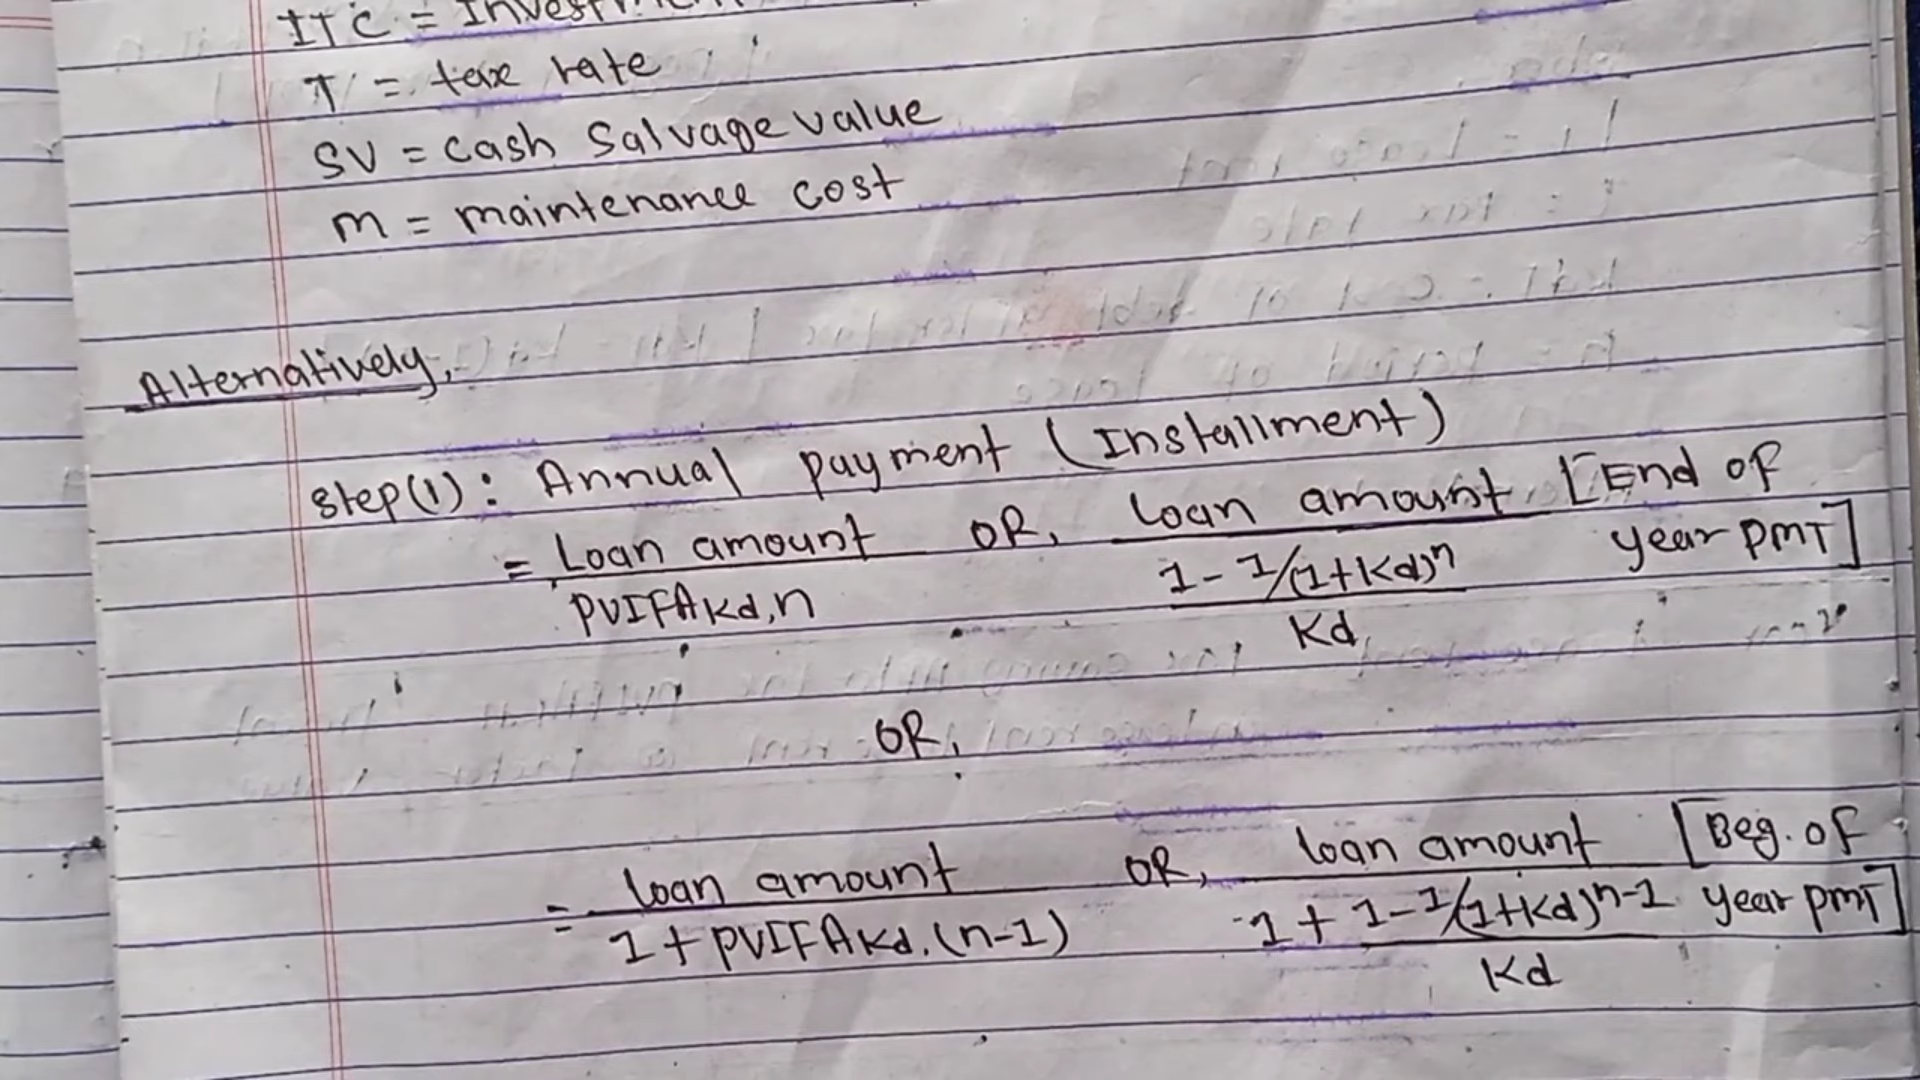 ITC = Investment
T = tax rate
SV = cash salvage value
m = maintenance cost
Alternatively,
step(1): Annual payment (Installment)
= Loan amount / PVIFAkd,n OR, loan amount / ((1-1/(1+kd)^n) / Kd) [End of year PMT]
OR,
= loan amount / (1+PVIFAkd,(n-1)) OR, loan amount / (1 + (1-1/(1+kd)^n-1) / Kd) [Beg. of year PMT]